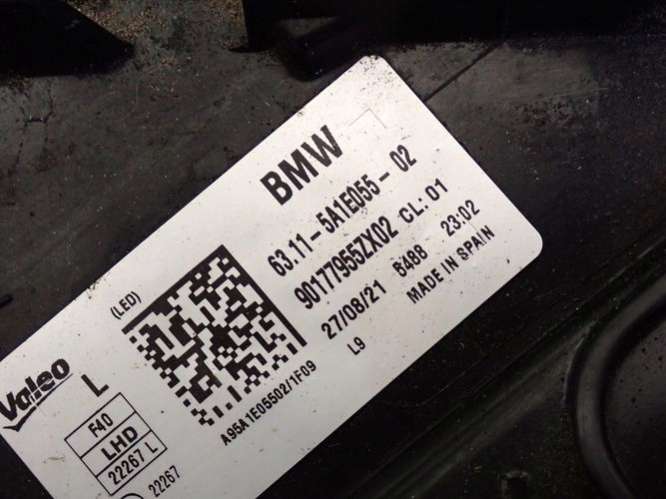 BMW
63.11-5A1E055-02
90177955ZX02 CL: 01
27/08/21 6488 23:02
L9 MADE IN SPAIN
(LED)
A95A1E05502/1F09
Valeo
L
F40
LHD
22267 L
22267